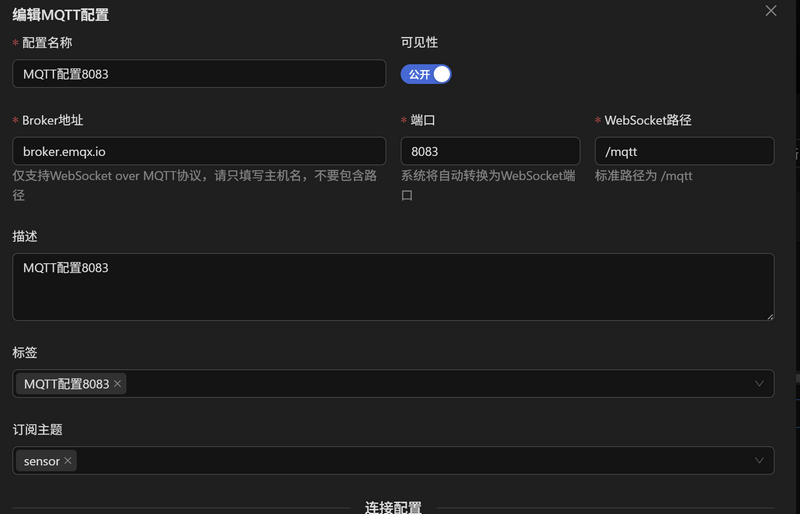 编辑MQTT配置
* 配置名称
可见性
MQTT配置8083
公开
* Broker地址
* 端口
* WebSocket路径
broker.emqx.io
8083
/mqtt
仅支持WebSocket over MQTT协议，请只填写主机名，不要包含路
径
系统将自动转换为WebSocket端
口
标准路径为 /mqtt
描述
MQTT配置8083
标签
MQTT配置8083
订阅主题
sensor
连接配置